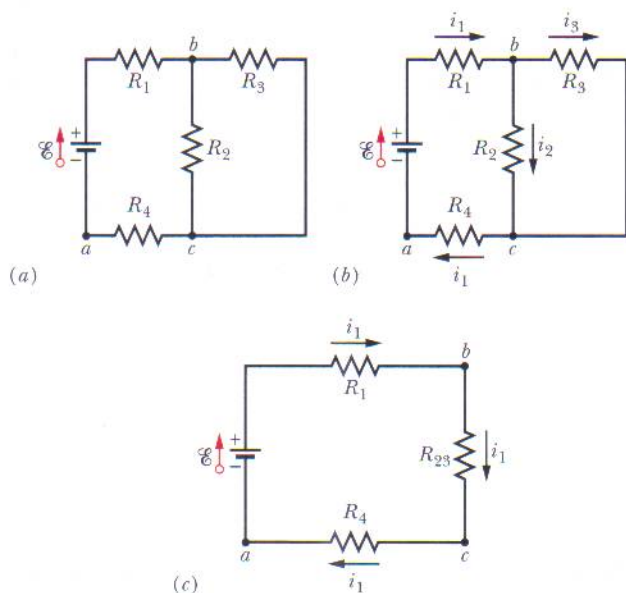 b
R₁
R₃
+
ℰ
−
R₂
R₄
a
c
(a)
i₁
i₃
b
R₁
R₃
+
ℰ
−
R₂
i₂
R₄
a
c
i₁
(b)
i₁
b
R₁
+
ℰ
−
R₂₃
i₁
R₄
a
c
i₁
(c)